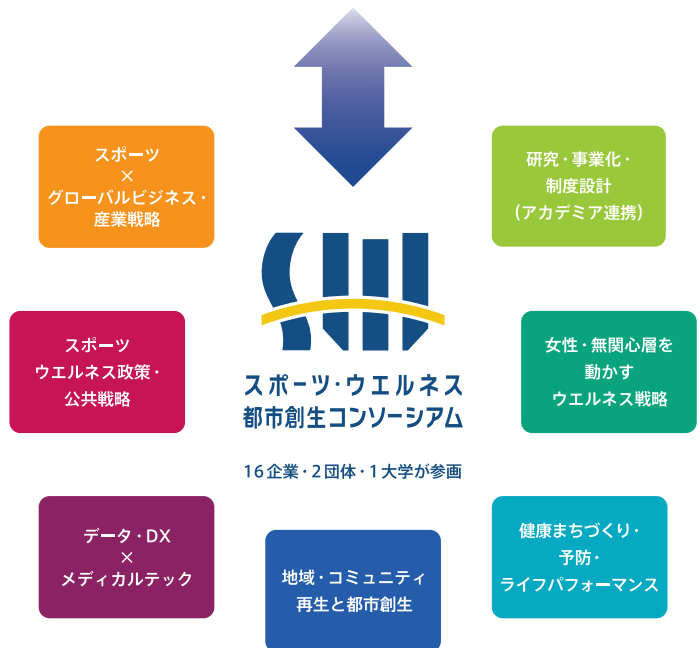 スポーツ
×
グローバルビジネス・
産業戦略
研究・事業化・
制度設計
(アカデミア連携)
スポーツ
ウエルネス政策・
公共戦略
スポーツ・ウエルネス
都市創生コンソーシアム
16企業・2団体・1大学が参画
女性・無関心層を
動かす
ウエルネス戦略
データ・DX
×
メディカルテック
地域・コミュニティ
再生と都市創生
健康まちづくり・
予防・
ライフパフォーマンス